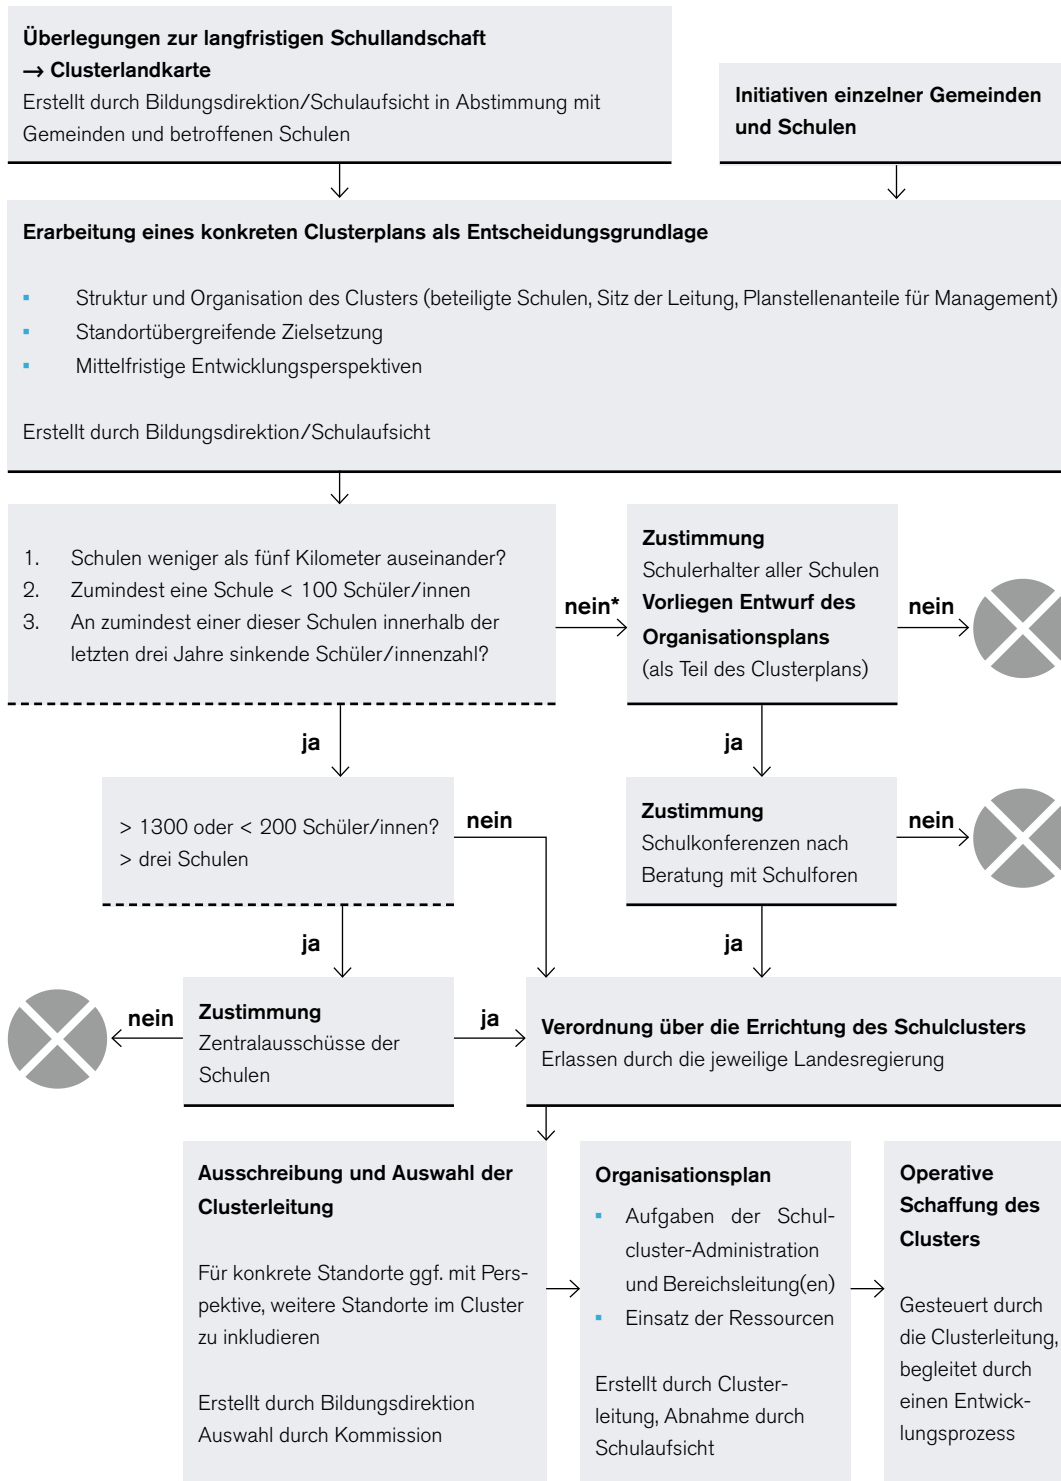 Überlegungen zur langfristigen Schullandschaft
→ Clusterlandkarte
Erstellt durch Bildungsdirektion/Schulaufsicht in Abstimmung mit
Gemeinden und betroffenen Schulen
Initiativen einzelner Gemeinden
und Schulen
Erarbeitung eines konkreten Clusterplans als Entscheidungsgrundlage
▪ Struktur und Organisation des Clusters (beteiligte Schulen, Sitz der Leitung, Planstellenanteile für Management)
▪ Standortübergreifende Zielsetzung
▪ Mittelfristige Entwicklungsperspektiven
Erstellt durch Bildungsdirektion/Schulaufsicht
1. Schulen weniger als fünf Kilometer auseinander?
2. Zumindest eine Schule < 100 Schüler/innen
3. An zumindest einer dieser Schulen innerhalb der
letzten drei Jahre sinkende Schüler/innenzahl?
nein*
Zustimmung
Schulerhalter aller Schulen
Vorliegen Entwurf des
Organisationsplans
(als Teil des Clusterplans)
nein
ja
ja
> 1300 oder < 200 Schüler/innen?
> drei Schulen
nein
Zustimmung
Schulkonferenzen nach
Beratung mit Schulforen
nein
ja
ja
nein
Zustimmung
Zentralausschüsse der
Schulen
ja
Verordnung über die Errichtung des Schulclusters
Erlassen durch die jeweilige Landesregierung
Ausschreibung und Auswahl der
Clusterleitung
Für konkrete Standorte ggf. mit Pers-
pektive, weitere Standorte im Cluster
zu inkludieren
Erstellt durch Bildungsdirektion
Auswahl durch Kommission
Organisationsplan
▪ Aufgaben der Schul-
cluster-Administration
und Bereichsleitung(en)
▪ Einsatz der Ressourcen
Erstellt durch Cluster-
leitung, Abnahme durch
Schulaufsicht
Operative
Schaffung des
Clusters
Gesteuert durch
die Clusterleitung,
begleitet durch
einen Entwick-
lungsprozess